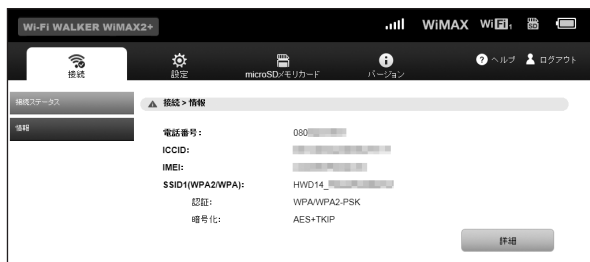 Wi-Fi WALKER WiMAX2+
WiMAX WiFi1 SD
接続 設定 microSDメモリカード バージョン ?ヘルプ ログアウト
接続ステータス
接続 > 情報
情報
電話番号: 080
ICCID:
IMEI:
SSID1(WPA2/WPA): HWD14_
認証: WPA/WPA2-PSK
暗号化: AES+TKIP
詳細